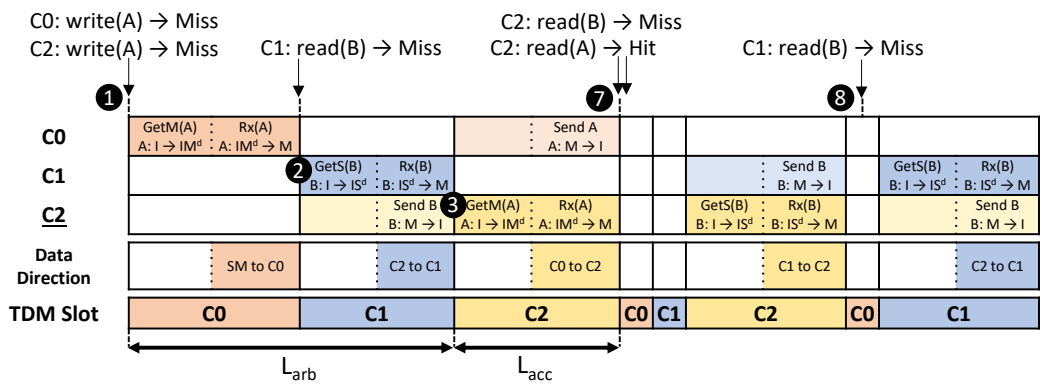 C0: write(A) → Miss
C2: write(A) → Miss
C1: read(B) → Miss
C2: read(B) → Miss
C2: read(A) → Hit
C1: read(B) → Miss
1
7
8
C0
GetM(A)
A: I → IMᵈ
Rx(A)
A: IMᵈ → M
Send A
A: M → I
C1
2
GetS(B)
B: I → ISᵈ
Rx(B)
B: ISᵈ → M
Send B
B: M → I
GetS(B)
B: I → ISᵈ
Rx(B)
B: ISᵈ → M
C2
Send B
B: M → I
3
GetM(A)
A: I → IMᵈ
Rx(A)
A: IMᵈ → M
GetS(B)
B: I → ISᵈ
Rx(B)
B: ISᵈ → M
Send B
B: M → I
Data
Direction
SM to C0
C2 to C1
C0 to C2
C1 to C2
C2 to C1
TDM Slot
C0
C1
C2
C0
C1
C2
C0
C1
Larb
Lacc